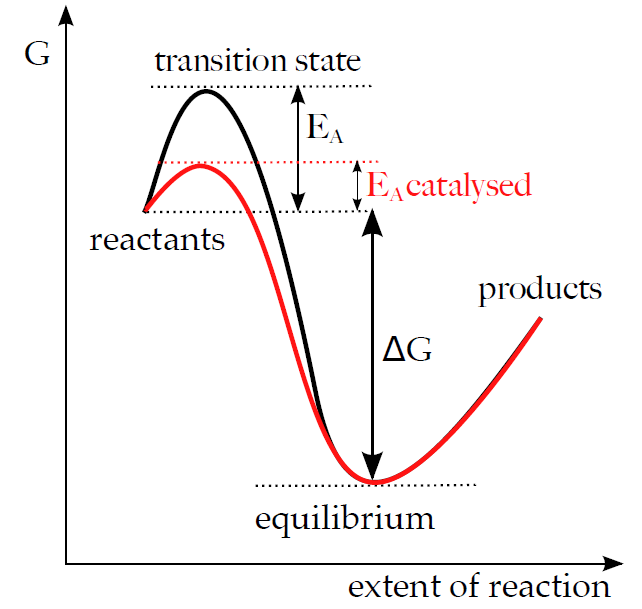 G
transition state
EA
EAcatalysed
reactants
products
ΔG
equilibrium
extent of reaction